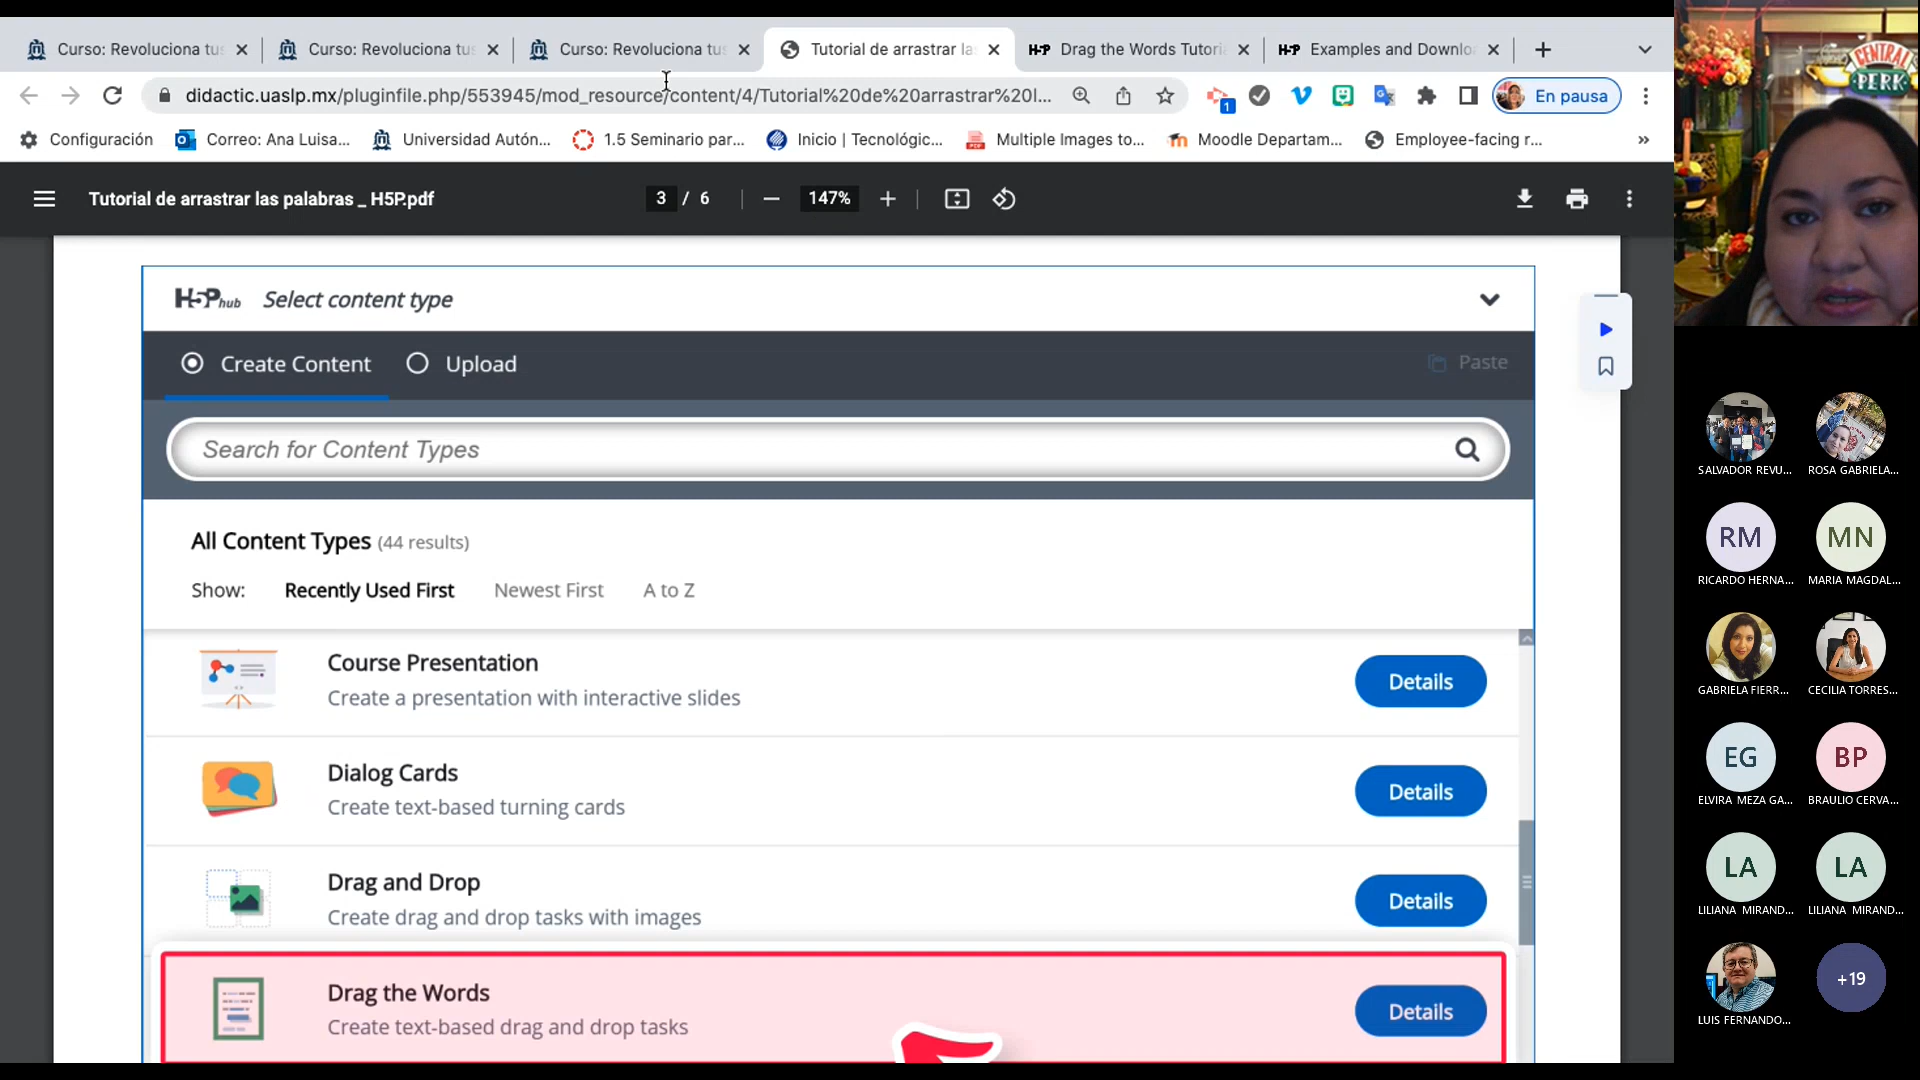 Curso: Revoluciona tus
Curso: Revoluciona tus
Curso: Revoluciona tus
Tutorial de arrastrar la
H-P Drag the Words Tutori
H-P Examples and Downlo
didactic.uaslp.mx/pluginfile.php/553945/mod_resource/content/4/Tutorial%20de%20arrastrar%20l...
1
En pausa
Configuración
Correo: Ana Luisa...
Universidad Autón...
1.5 Seminario par...
Inicio | Tecnológic...
Multiple Images to...
Moodle Departam...
Employee-facing r...
»
Tutorial de arrastrar las palabras _ H5P.pdf
3 / 6
147%
H5P hub Select content type
Create Content
Upload
Paste
Search for Content Types
All Content Types (44 results)
Show: Recently Used First Newest First A to Z
Course Presentation
Create a presentation with interactive slides
Details
Dialog Cards
Create text-based turning cards
Details
Drag and Drop
Create drag and drop tasks with images
Details
Drag the Words
Create text-based drag and drop tasks
Details
CENTRAL
PERK
SALVADOR REVU...
ROSA GABRIELA...
RM
MN
RICARDO HERNA...
MARIA MAGDAL...
GABRIELA FIERR...
CECILIA TORRES...
EG
BP
ELVIRA MEZA GA...
BRAULIO CERVA...
LA
LA
LILIANA MIRAND...
LILIANA MIRAND...
+19
LUIS FERNANDO...